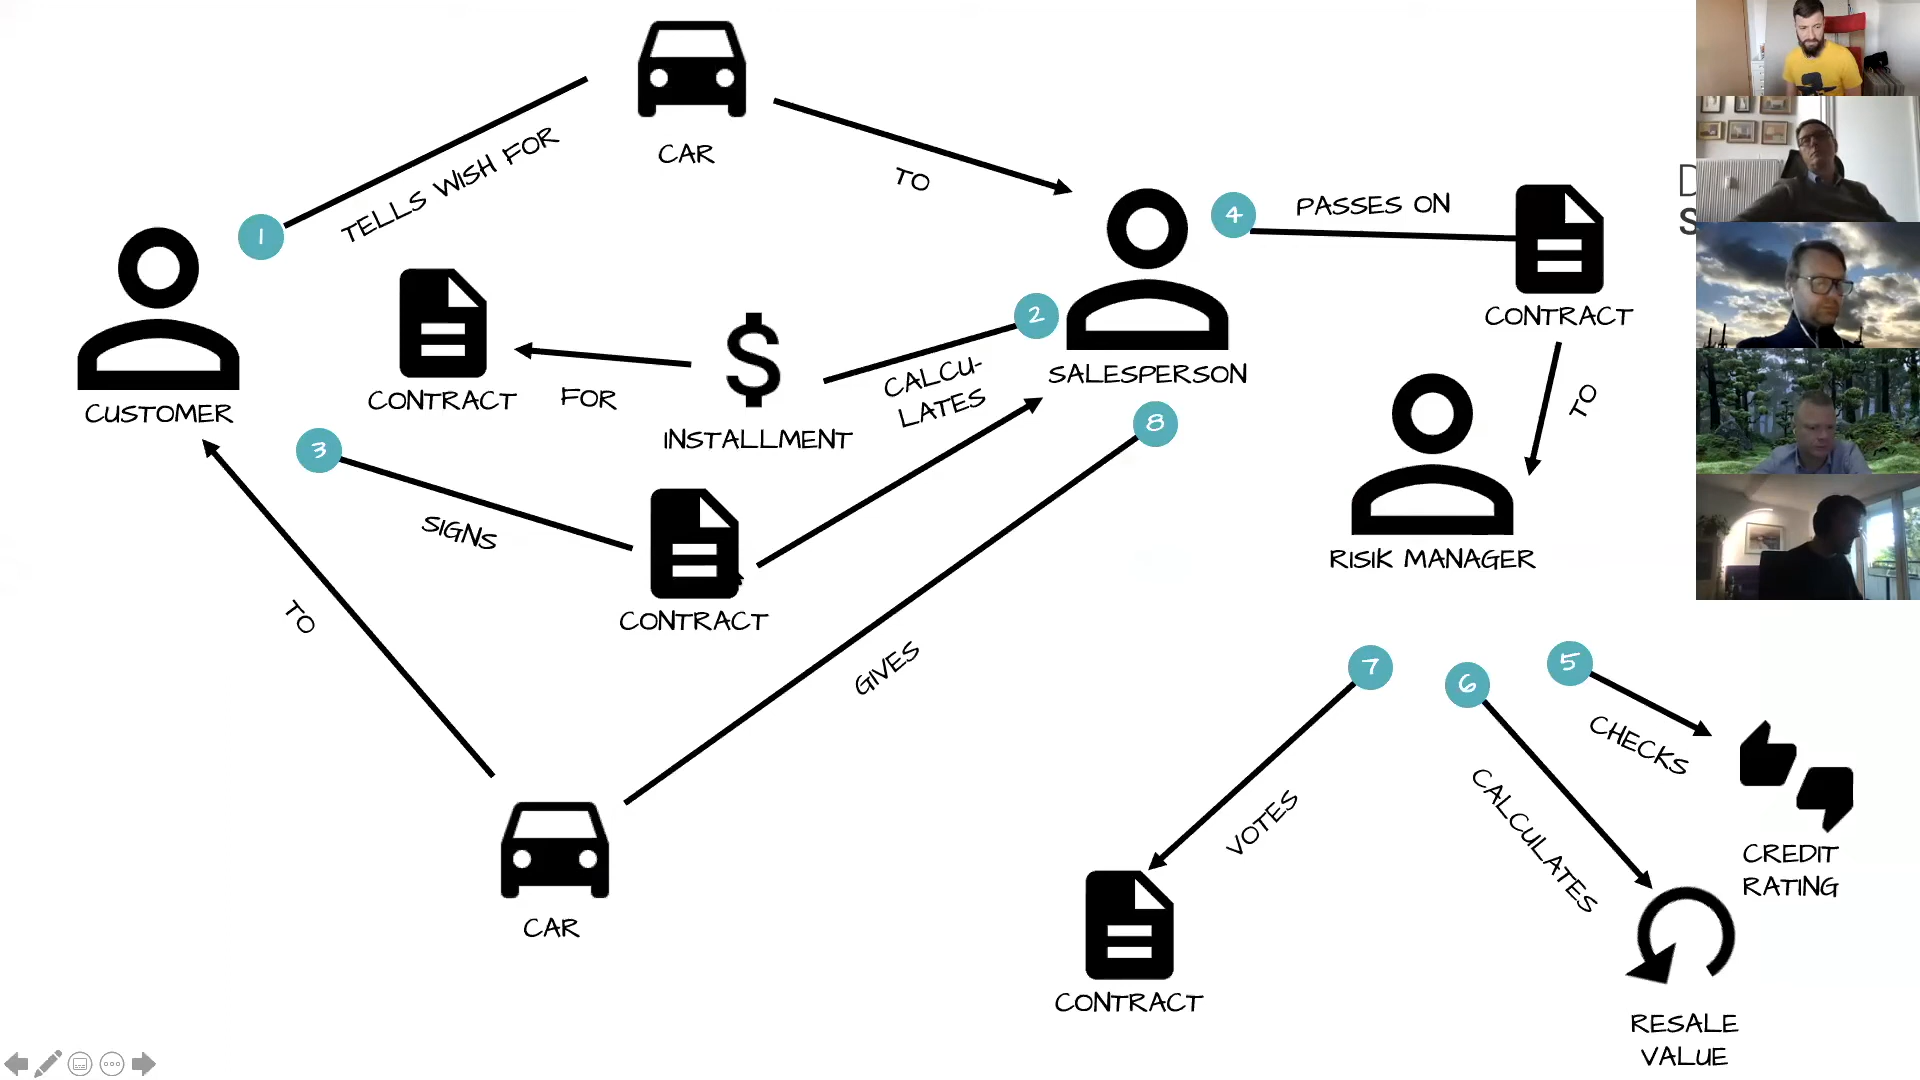 CAR
TELLS WISH FOR
TO
1
4
PASSES ON
D
S
CONTRACT
2
SALESPERSON
CALCU-
LATES
CONTRACT
FOR
INSTALLMENT
CUSTOMER
3
8
TO
SIGNS
CONTRACT
RISIK MANAGER
TO
GIVES
7
6
5
CHECKS
VOTES
CALCULATES
CREDIT
RATING
CAR
CONTRACT
RESALE
VALUE